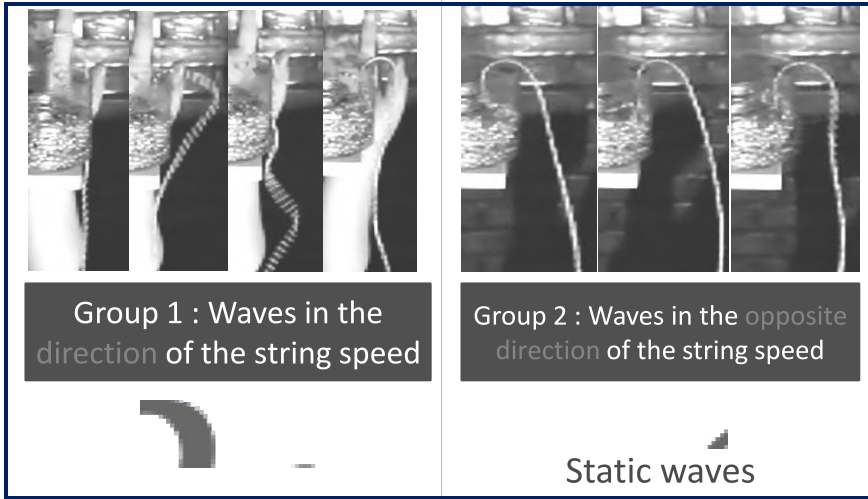 Group 1 : Waves in the
direction of the string speed
Group 2 : Waves in the opposite
direction of the string speed
Static waves